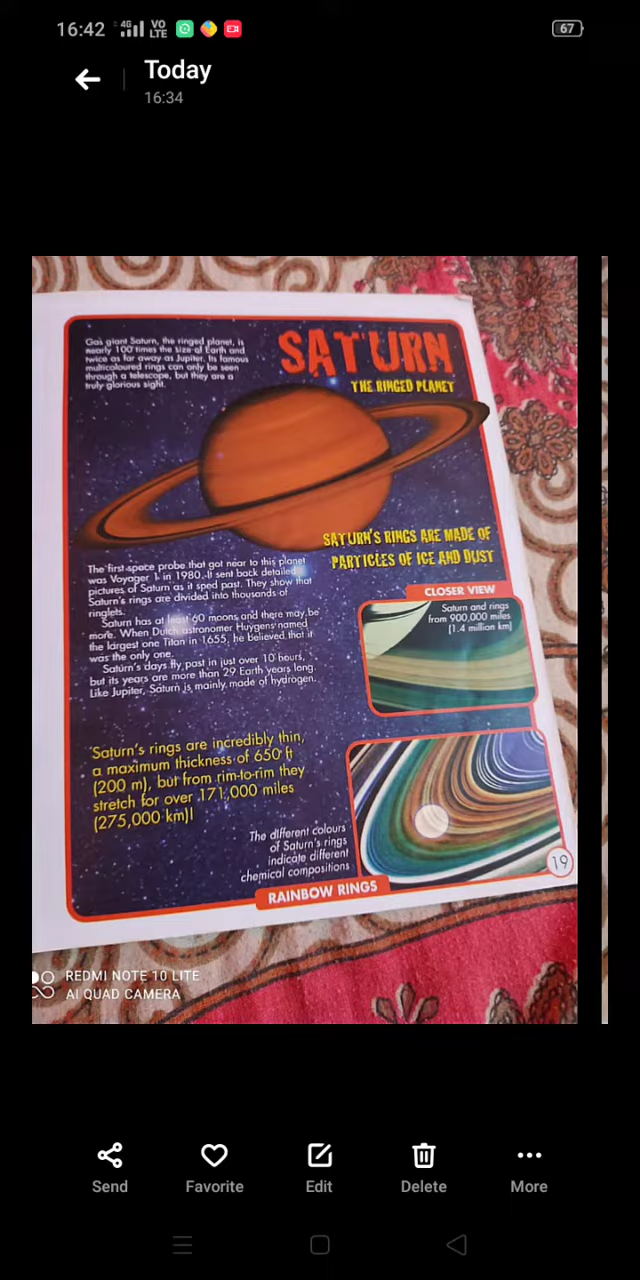 16:42
4G
VO
LTE
67
Today
16:34
Gas giant Saturn, the ringed planet, is
nearly 100 times the size of Earth and
twice as far away as Jupiter. Its famous
multicoloured rings can only be seen
through a telescope, but they are a
truly glorious sight.
SATURN
THE RINGED PLANET
SATURN'S RINGS ARE MADE OF
PARTICLES OF ICE AND DUST
The first space probe that got near to this planet
was Voyager 1 in 1980. It sent back detailed
pictures of Saturn as it sped past. They show that
Saturn's rings are divided into thousands of
ringlets.
Saturn has at least 60 moons and there may be
more. When Dutch astronomer Huygens named
the largest one Titan in 1655, he believed that it
was the only one.
Saturn's days fly past in just over 10 hours,
but its years are more than 29 Earth years long.
Like Jupiter, Saturn is mainly made of hydrogen.
CLOSER VIEW
Saturn and rings
from 900,000 miles
(1.4 million km)
Saturn's rings are incredibly thin,
a maximum thickness of 650 ft
(200 m), but from rim-to-rim they
stretch for over 171,000 miles
(275,000 km)!
The different colours
of Saturn's rings
indicate different
chemical compositions
RAINBOW RINGS
19
REDMI NOTE 10 LITE
AI QUAD CAMERA
Send
Favorite
Edit
Delete
More